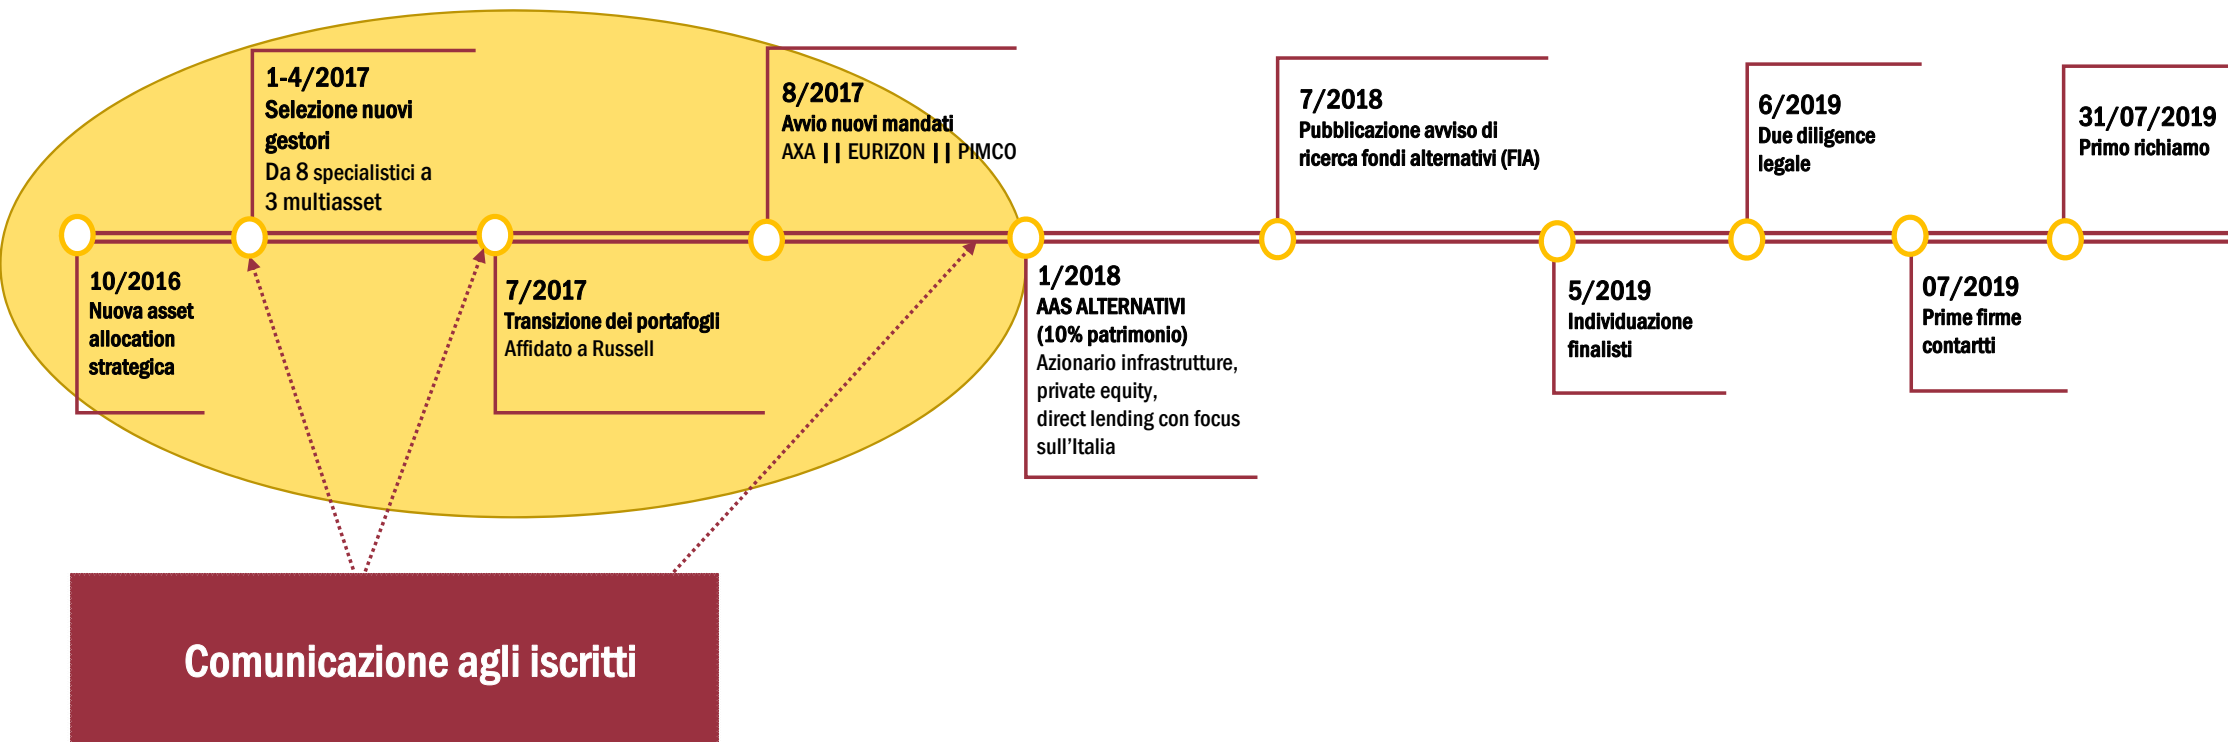 1-4/2017
Selezione nuovi
gestori
Da 8 specialistici a
3 multiasset
8/2017
Avvio nuovi mandati
AXA || EURIZON || PIMCO
7/2018
Pubblicazione avviso di
ricerca fondi alternativi (FIA)
6/2019
Due diligence
legale
31/07/2019
Primo richiamo
10/2016
Nuova asset
allocation
strategica
7/2017
Transizione dei portafogli
Affidato a Russell
1/2018
AAS ALTERNATIVI
(10% patrimonio)
Azionario infrastrutture,
private equity,
direct lending con focus
sull'Italia
5/2019
Individuazione
finalisti
07/2019
Prime firme
contartti
Comunicazione agli iscritti